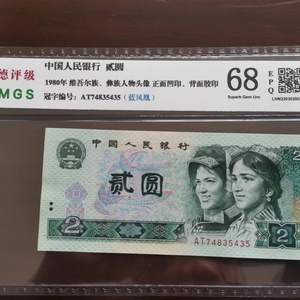 德评级
MGS
中国人民银行 贰圆
1980年 维吾尔族、彝族人物头像 正面凹印、背面胶印
冠字编号：AT74835435（蓝凤凰）
68
EPQ
Superb Gem Unc
中国人民银行
贰圆
2
AT74835435
2